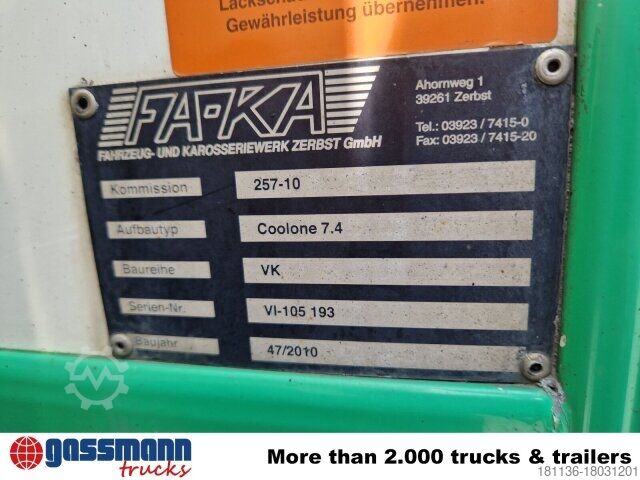 Lackschäd
Gewährleistung übernehmen.
FA·KA
FAHRZEUG- UND KAROSSERIEWERK ZERBST GmbH
Ahornweg 1
39261 Zerbst
Tel.: 03923 / 7415-0
Fax: 03923 / 7415-20
Kommission 257-10
Aufbautyp Coolone 7.4
Baureihe VK
Serien-Nr. VI-105 193
Baujahr 47/2010
gassmann
trucks
More than 2.000 trucks & trailers
181136-18031201